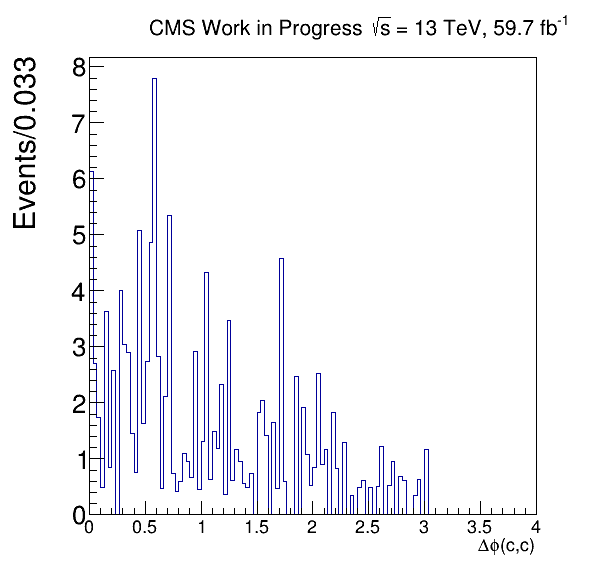 CMS Work in Progress √s = 13 TeV, 59.7 fb⁻¹
Events/0.033
8
7
6
5
4
3
2
1
0
0 0.5 1 1.5 2 2.5 3 3.5 4
Δϕ(c,c)